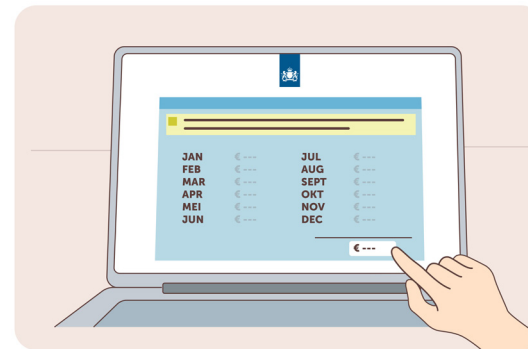 JAN € ---
FEB € ---
MAR € ---
APR € ---
MEI € ---
JUN € ---
JUL € ---
AUG € ---
SEPT € ---
OKT € ---
NOV € ---
DEC € ---
€ ---